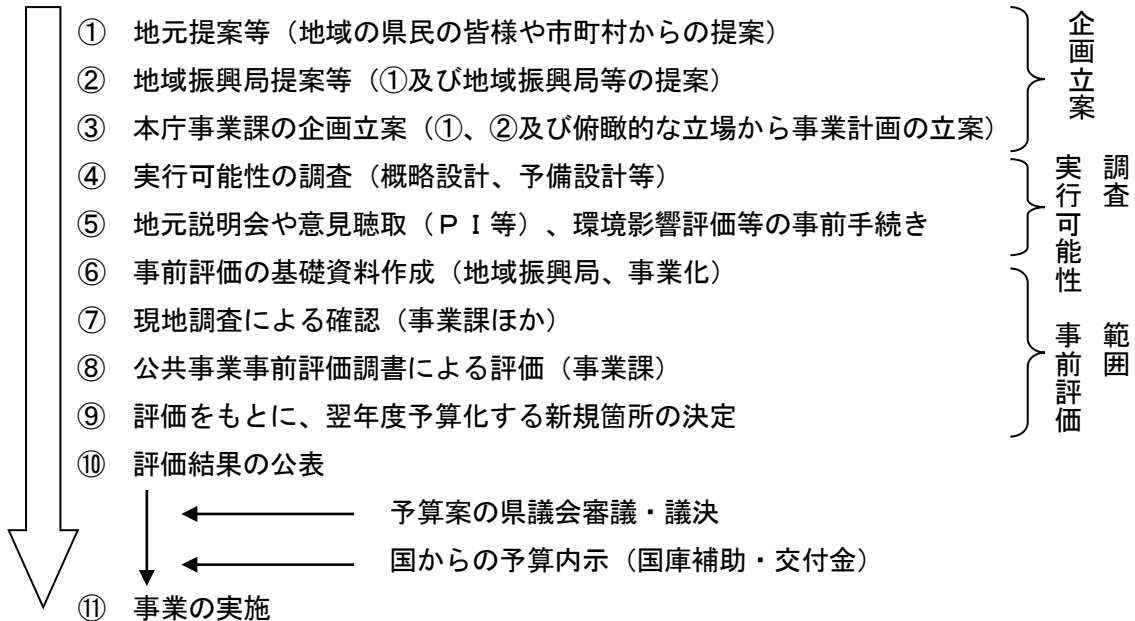 ① 地元提案等（地域の県民の皆様や市町村からの提案）
② 地域振興局提案等（①及び地域振興局等の提案）
③ 本庁事業課の企画立案（①、②及び俯瞰的な立場から事業計画の立案）
企画立案
④ 実行可能性の調査（概略設計、予備設計等）
⑤ 地元説明会や意見聴取（ＰＩ等）、環境影響評価等の事前手続き
実行可能性
調査
⑥ 事前評価の基礎資料作成（地域振興局、事業化）
⑦ 現地調査による確認（事業課ほか）
⑧ 公共事業事前評価調書による評価（事業課）
⑨ 評価をもとに、翌年度予算化する新規箇所の決定
事前評価
範囲
⑩ 評価結果の公表
予算案の県議会審議・議決
国からの予算内示（国庫補助・交付金）
⑪ 事業の実施